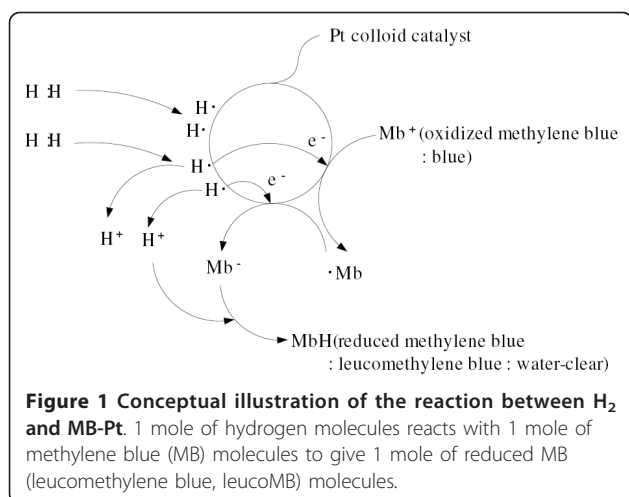 Pt colloid catalyst
H :H
H·
H·
H :H
e⁻
Mb⁺(oxidized methylene blue
: blue)
H·
e⁻
H·
H⁺
H⁺
Mb⁻
·Mb
MbH(reduced methylene blue
: leucomethylene blue : water-clear)
Figure 1 Conceptual illustration of the reaction between H₂
and MB-Pt. 1 mole of hydrogen molecules reacts with 1 mole of
methylene blue (MB) molecules to give 1 mole of reduced MB
(leucomethylene blue, leucoMB) molecules.